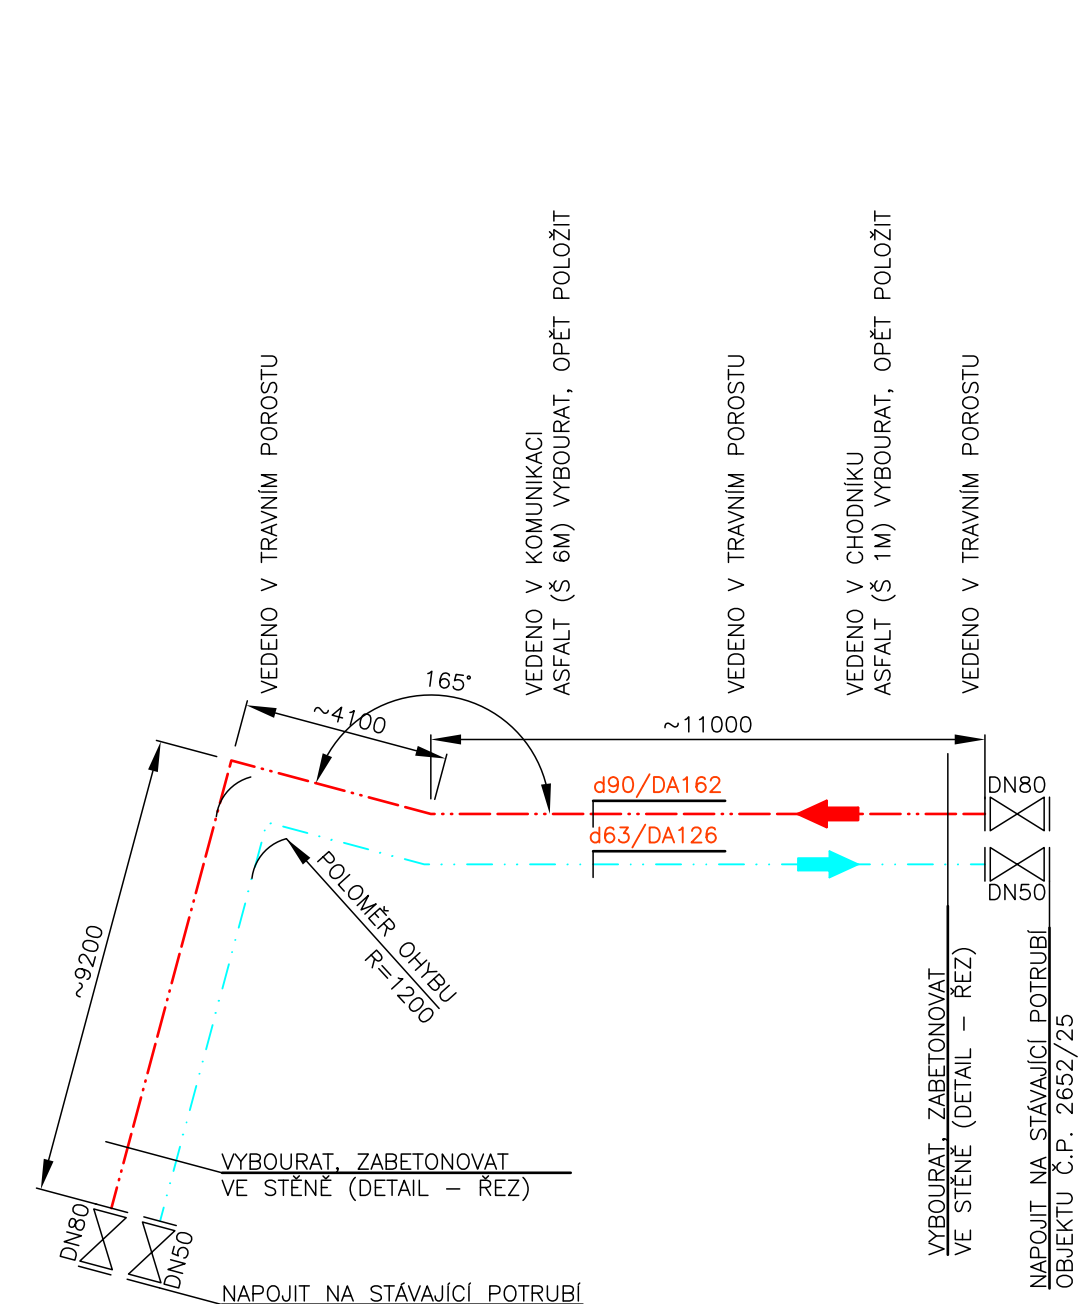 VEDENO V TRAVNÍM POROSTU
VEDENO V KOMUNIKACI
ASFALT (Š 6M) VYBOURAT, OPĚT POLOŽIT
VEDENO V TRAVNÍM POROSTU
VEDENO V CHODNÍKU
ASFALT (Š 1M) VYBOURAT, OPĚT POLOŽIT
VEDENO V TRAVNÍM POROSTU
165°
~4100
~11000
d90/DA162
DN80
d63/DA126
DN50
POLOMĚR OHYBU
R=1200
~9200
VYBOURAT, ZABETONOVAT
VE STĚNĚ (DETAIL – ŘEZ)
NAPOJIT NA STÁVAJÍCÍ POTRUBÍ
OBJEKTU Č.P. 2652/25
VYBOURAT, ZABETONOVAT
VE STĚNĚ (DETAIL – ŘEZ)
DN80
DN50
NAPOJIT NA STÁVAJÍCÍ POTRUBÍ